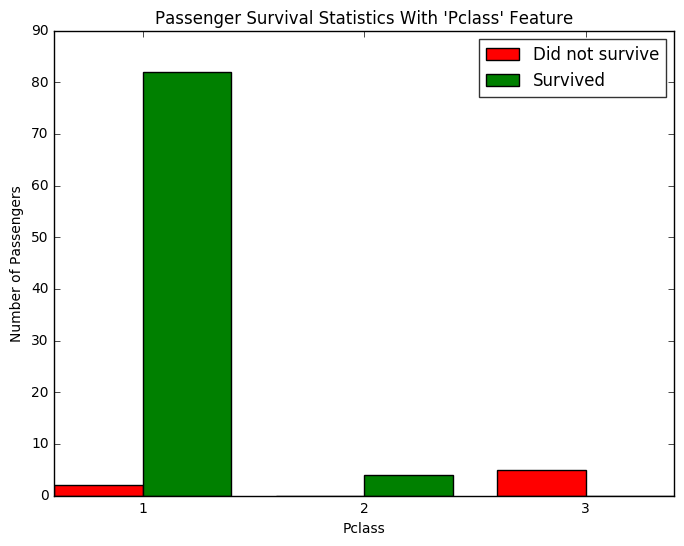 Passenger Survival Statistics With 'Pclass' Feature
Did not survive
Survived
90
80
70
60
50
40
30
20
10
0
Number of Passengers
1 2 3
Pclass